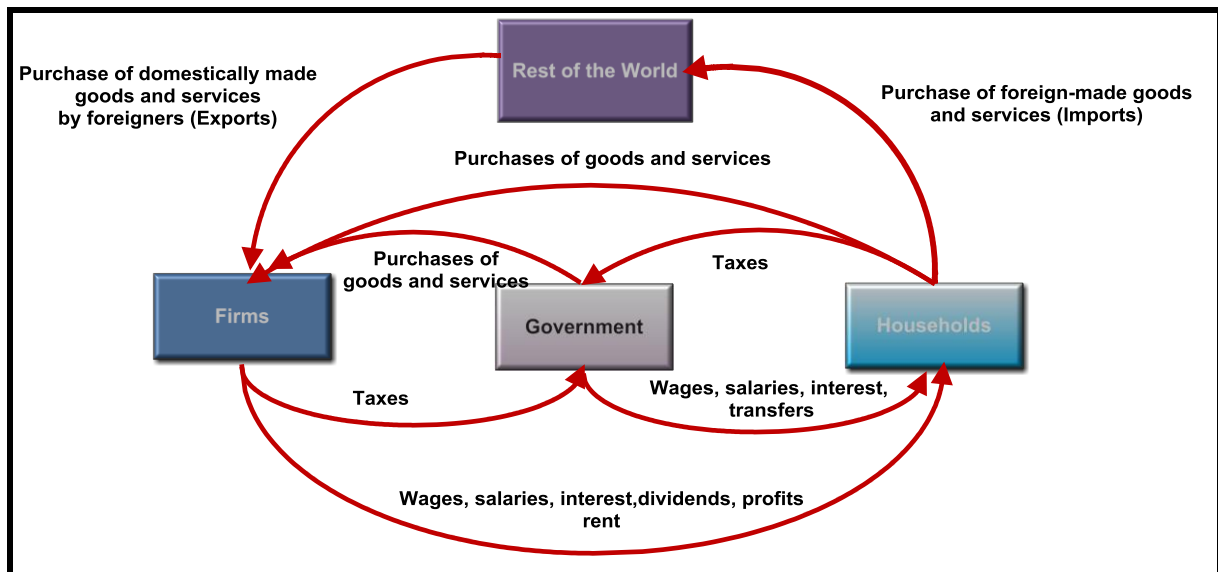 Rest of the World
Purchase of domestically made
goods and services
by foreigners (Exports)
Purchase of foreign-made goods
and services (Imports)
Purchases of goods and services
Purchases of
goods and services
Taxes
Firms
Government
Households
Taxes
Wages, salaries, interest,
transfers
Wages, salaries, interest,dividends, profits
rent